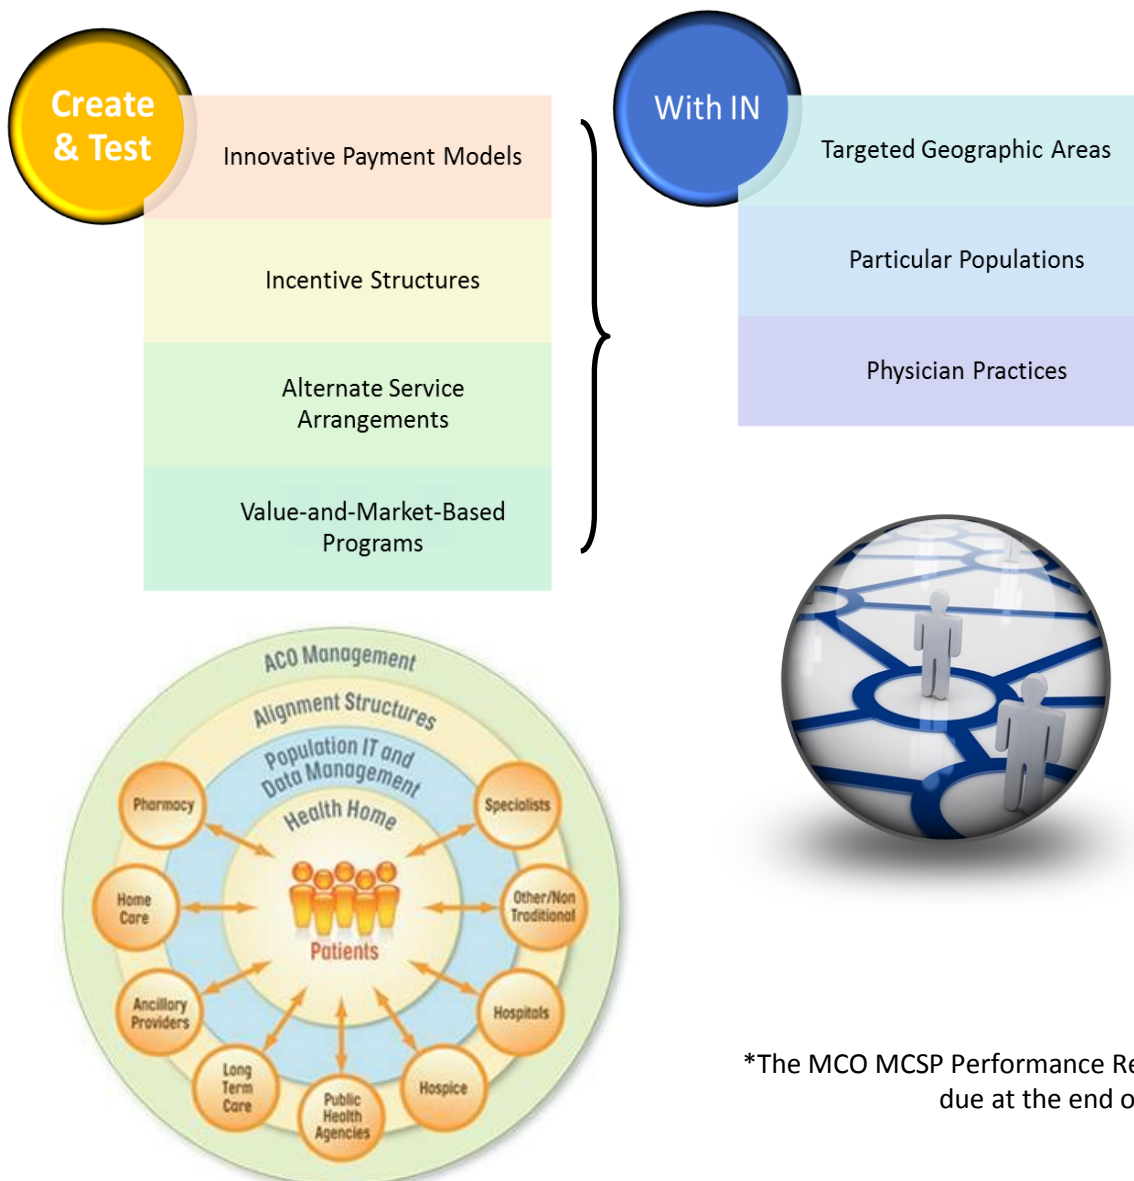 Create
& Test
Innovative Payment Models
Incentive Structures
Alternate Service
Arrangements
Value-and-Market-Based
Programs
With IN
Targeted Geographic Areas
Particular Populations
Physician Practices
ACO Management
Alignment Structures
Population IT and
Data Management
Health Home
Patients
Pharmacy
Home
Care
Ancillary
Providers
Long
Term
Care
Public
Health
Agencies
Hospice
Hospitals
Other/Non
Traditional
Specialists
*The MCO MCSP Performance Re
due at the end o